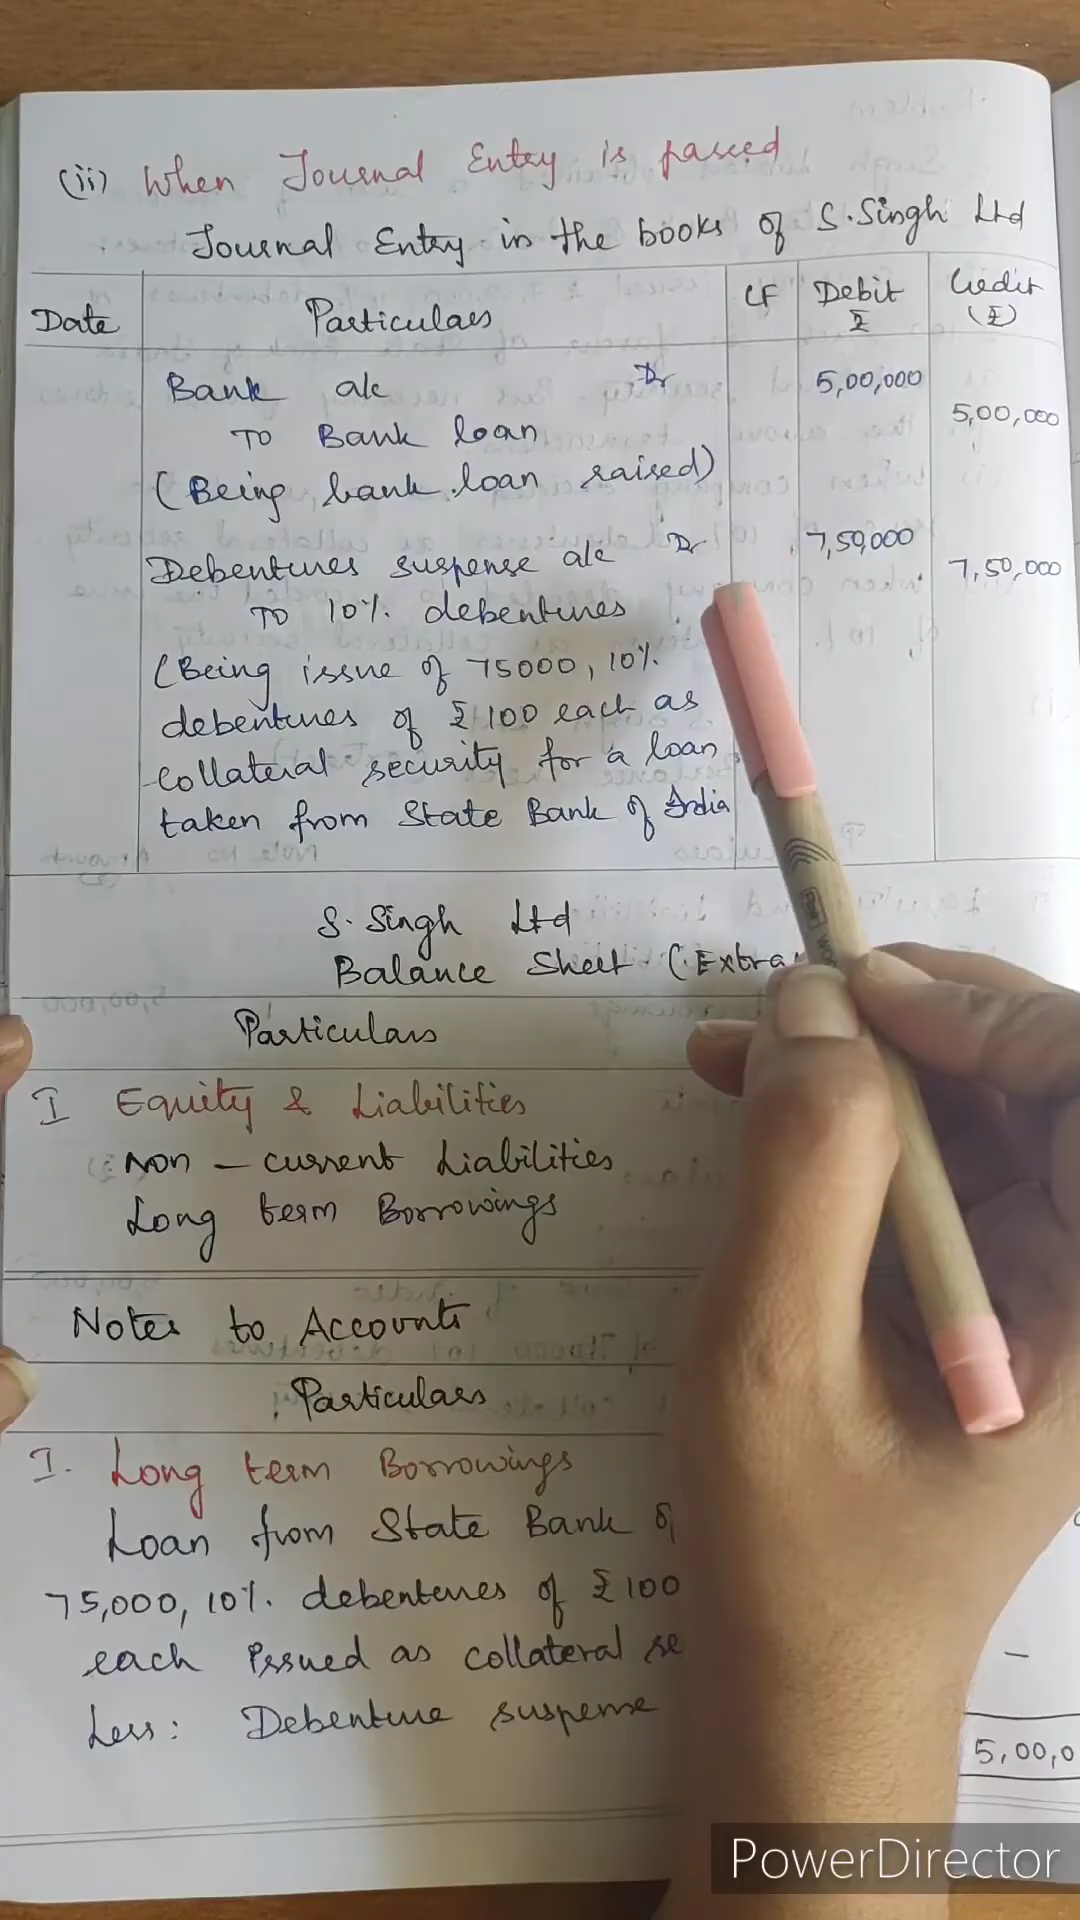 (ii) When Journal Entry is passed
Journal Entry in the books of S. Singh Ltd
Date Particulars LF Debit ₹ Credit (₹)
Bank a/c Dr 5,00,000
To Bank loan 5,00,000
(Being bank loan raised)
Debentures suspense a/c Dr 7,50,000
To 10% debentures 7,50,000
(Being issue of 75000, 10%
debentures of ₹ 100 each as
collateral security for a loan
taken from State Bank of India
S. Singh Ltd
Balance Sheet (Extra
Particulars
I Equity & Liabilities
Non - current Liabilities
Long term Borrowings
Notes to Accounts
Particulars
I. Long term Borrowings
Loan from State Bank of
75,000, 10% debentures of ₹ 100
each issued as collateral se
-
Less: Debenture suspense
5,00,0
PowerDirector